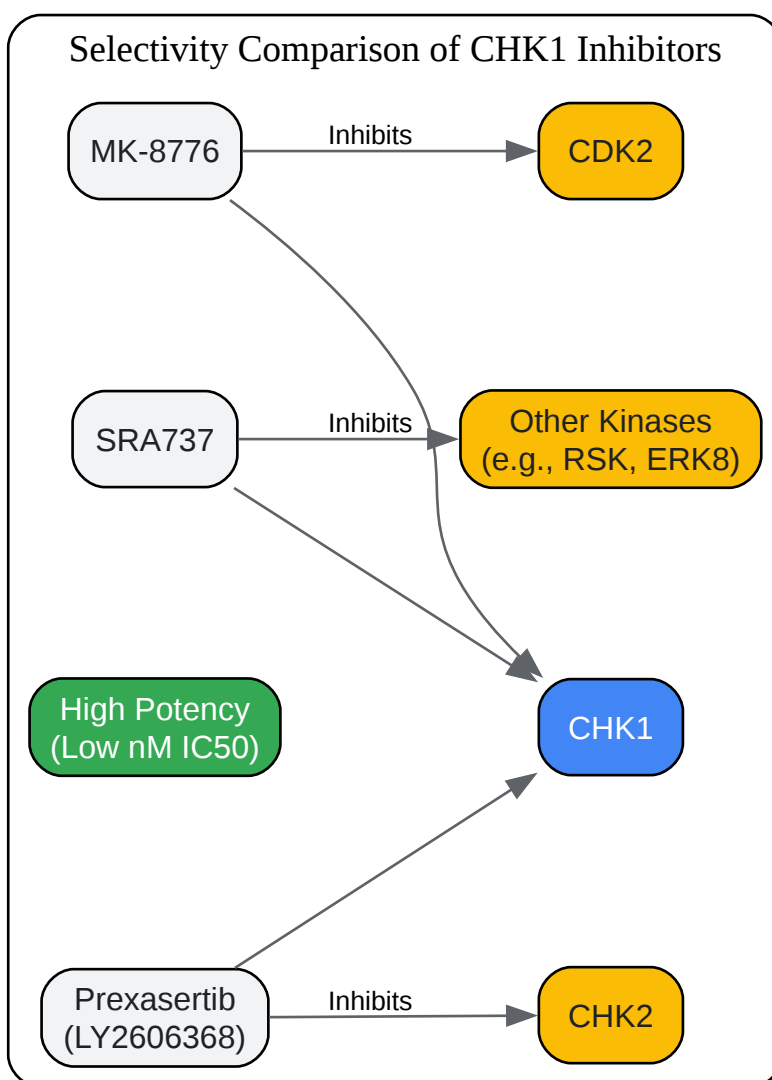 Selectivity Comparison of CHK1 Inhibitors
MK-8776
Inhibits
CDK2
SRA737
Inhibits
Other Kinases
(e.g., RSK, ERK8)
High Potency
(Low nM IC50)
CHK1
Prexasertib
(LY2606368)
Inhibits
CHK2